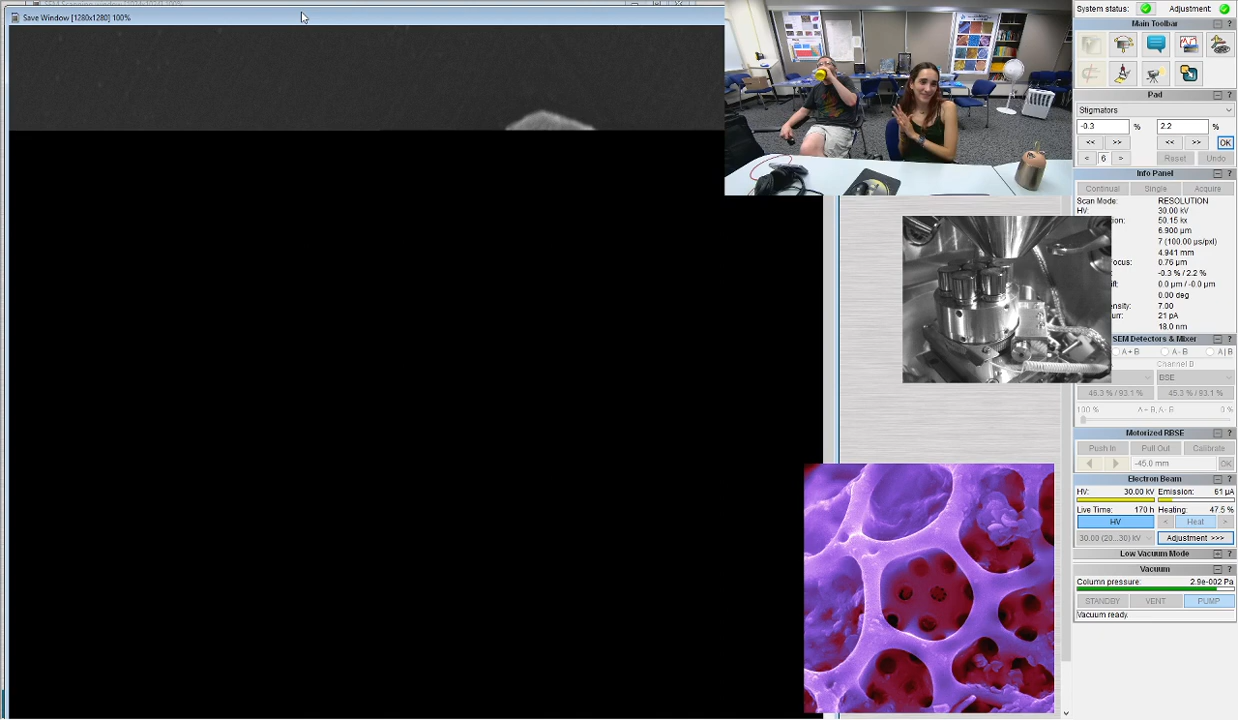 Save Window [1280x1280] 100%
System status: Adjustment:
Main Toolbar
Pad
Stigmators
-0.3 % 2.2 %
<< >> << >> OK
< 6 > Reset Undo
Info Panel
Continual Single Acquire
Scan Mode: RESOLUTION
HV: 30.00 kV
50.15 kx
6.900 µm
7 (100.00 µs/pxl)
4.941 mm
ocus: 0.76 µm
-0.3 % / 2.2 %
0.0 µm / -0.0 µm
0.00 deg
ensity: 7.00
21 pA
18.0 nm
SEM Detectors & Mixer
A + B A - B A | B
Channel B
BSE
46.3 % / 93.1 % 46.3 % / 93.1 %
100 % A + B, A - B 0 %
Motorized RBSE
Push In Pull Out Calibrate
-45.0 mm OK
Electron Beam
HV: 30.00 kV Emission: 61 µA
Live Time: 170 h Heating: 47.5 %
HV < Heat >
30.00 (20...30) kV Adjustment >>>
Low Vacuum Mode
Vacuum
Column pressure: 2.9e-002 Pa
STANDBY VENT PUMP
Vacuum ready.